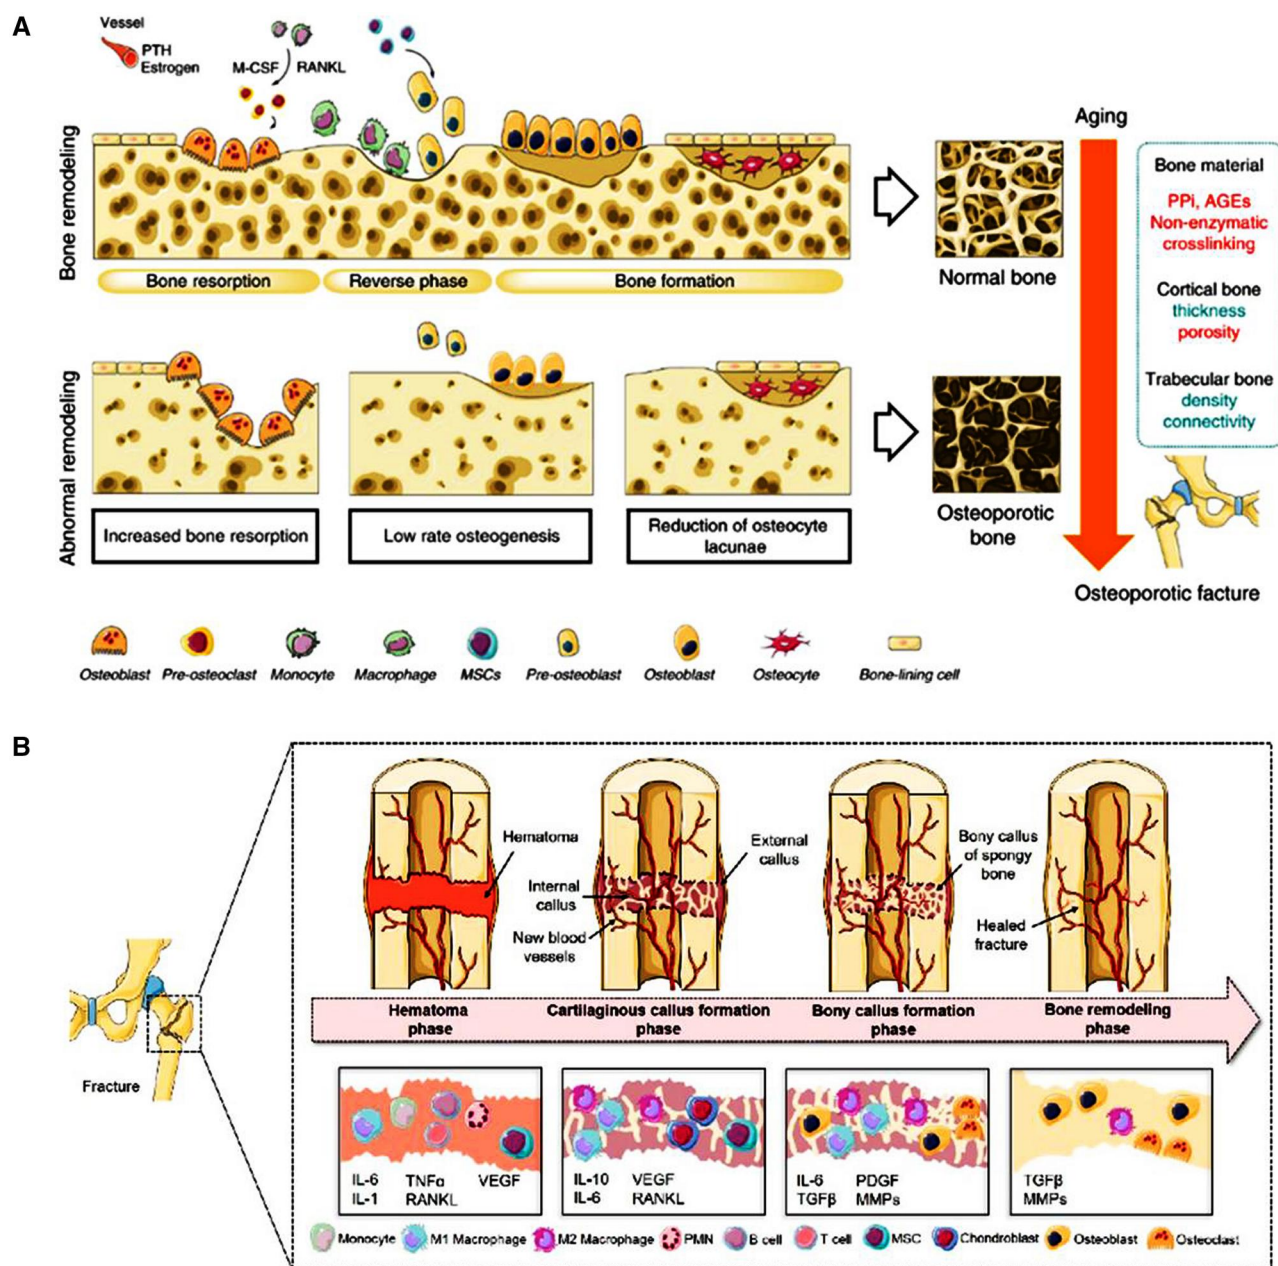 A
Vessel
PTH
Estrogen
M-CSF
RANKL
Bone remodeling
Bone resorption
Reverse phase
Bone formation
Normal bone
Aging
Bone material
PPi, AGEs
Non-enzymatic
crosslinking
Cortical bone
thickness
porosity
Trabecular bone
density
connectivity
Abnormal remodeling
Increased bone resorption
Low rate osteogenesis
Reduction of osteocyte
lacunae
Osteoporotic
bone
Osteoporotic facture
Osteoblast
Pre-osteoclast
Monocyte
Macrophage
MSCs
Pre-osteoblast
Osteoblast
Osteocyte
Bone-lining cell
B
Fracture
Hematoma
Internal
callus
New blood
vessels
External
callus
Bony callus
of spongy
bone
Healed
fracture
Hematoma
phase
Cartilaginous callus formation
phase
Bony callus formation
phase
Bone remodeling
phase
IL-6 TNFα VEGF
IL-1 RANKL
IL-10 VEGF
IL-6 RANKL
IL-6 PDGF
TGFβ MMPs
TGFβ
MMPs
Monocyte
M1 Macrophage
M2 Macrophage
PMN
B cell
T cell
MSC
Chondroblast
Osteoblast
Osteoclast